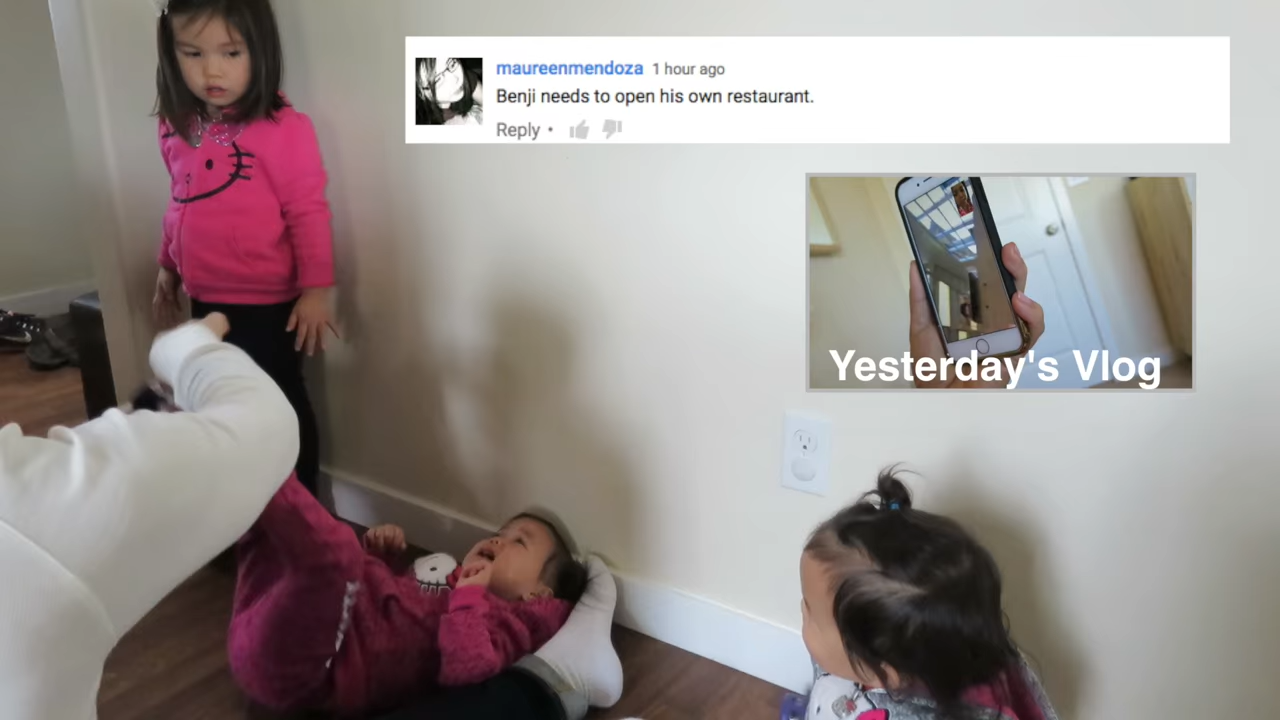 maureenmendoza 1 hour ago
Benji needs to open his own restaurant.
Reply •
Yesterday's Vlog